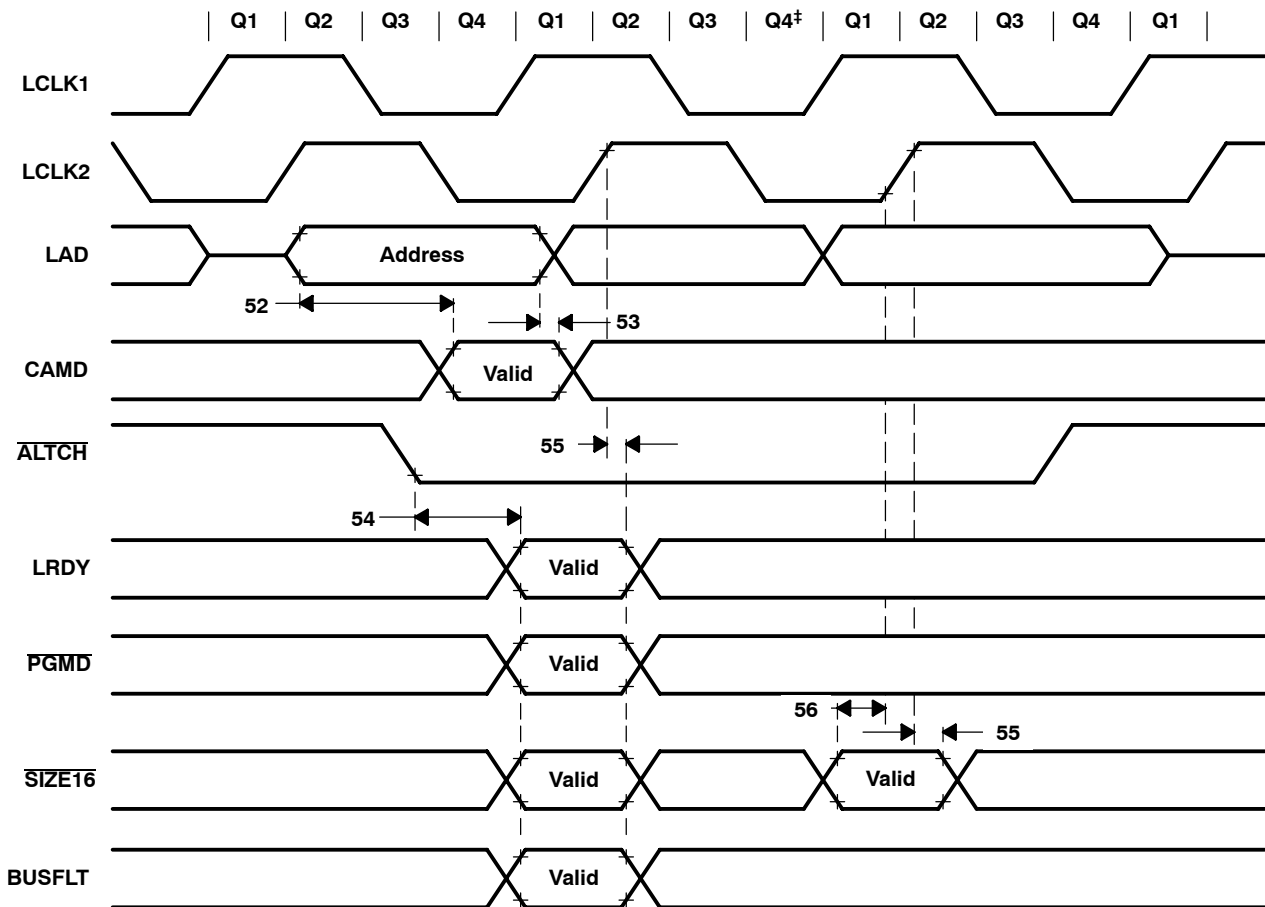 Q1 Q2 Q3 Q4 Q1 Q2 Q3 Q4‡ Q1 Q2 Q3 Q4 Q1
LCLK1
LCLK2
LAD Address
52
53
CAMD Valid
ALTCH
55
54
LRDY Valid
PGMD Valid
56
55
SIZE16 Valid Valid
BUSFLT Valid